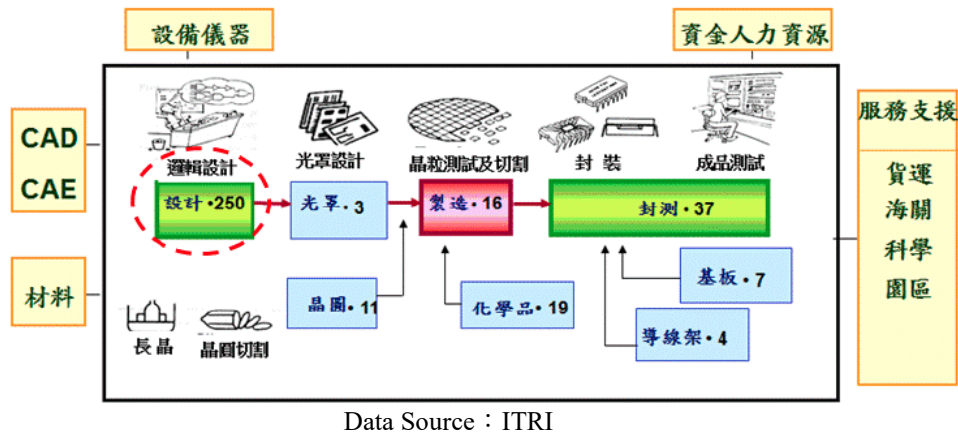 設備儀器
資金人力資源
CAD
CAE
材料
邏輯設計
光罩設計
晶粒測試及切割
封 裝
成品測試
設計·250
光罩·3
製造·16
封測·37
晶圓·11
化學品·19
基板·7
導線架·4
長晶
晶圓切割
服務支援
貨運
海關
科學
園區
Data Source：ITRI